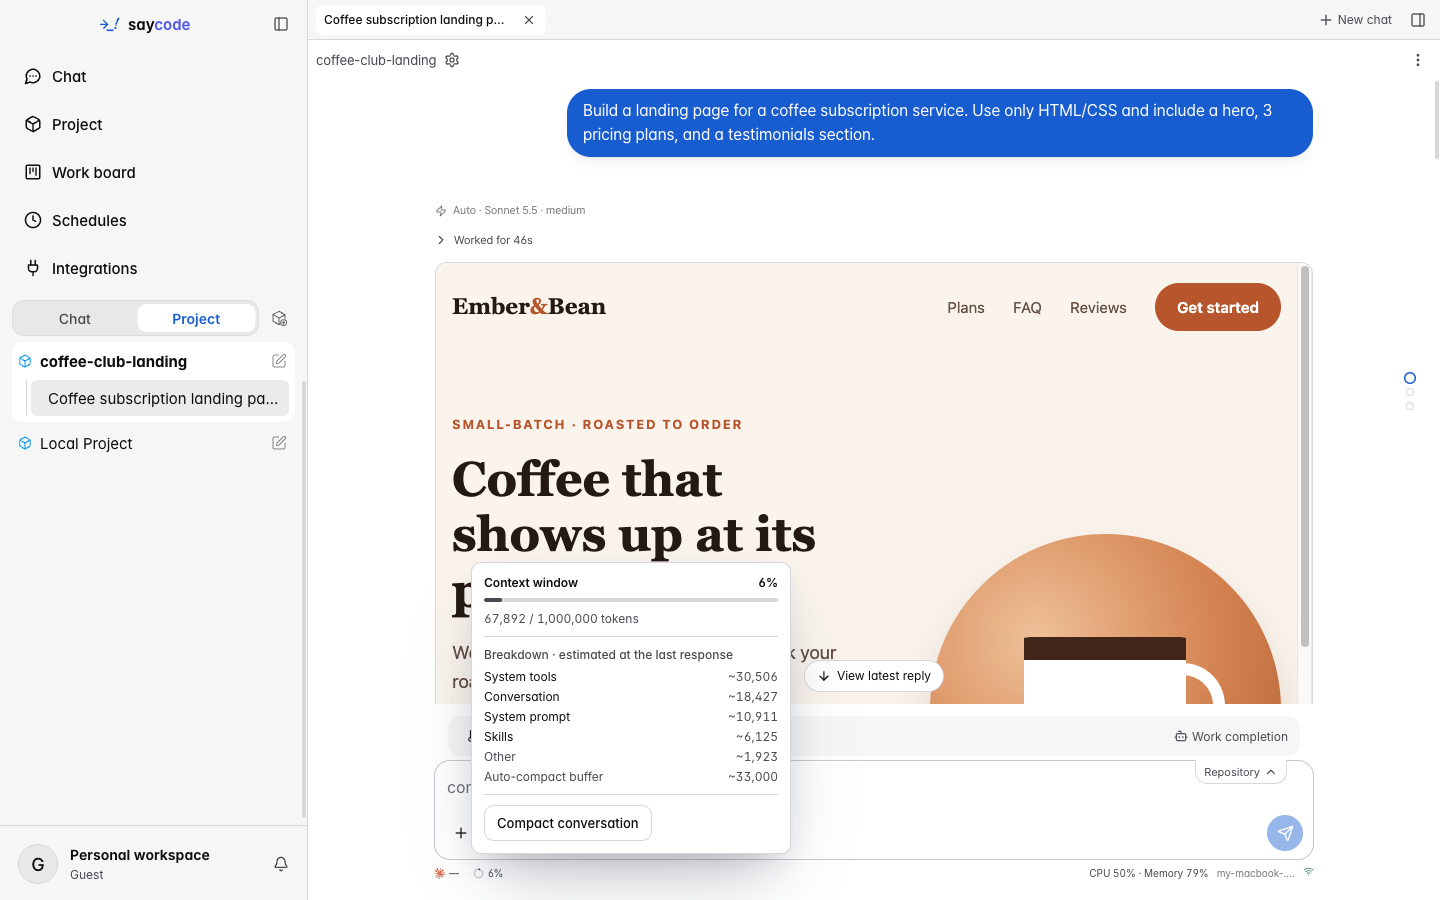 saycode
Chat
Project
Work board
Schedules
Integrations
Chat
Project
coffee-club-landing
Coffee subscription landing pa...
Local Project
G
Personal workspace
Guest
Coffee subscription landing p...
New chat
coffee-club-landing
Build a landing page for a coffee subscription service. Use only HTML/CSS and include a hero, 3
pricing plans, and a testimonials section.
Auto · Sonnet 5.5 · medium
Worked for 46s
Ember&Bean
Plans
FAQ
Reviews
Get started
SMALL-BATCH · ROASTED TO ORDER
Coffee that
shows up at its
your
View latest reply
Context window
6%
67,892 / 1,000,000 tokens
Breakdown · estimated at the last response
System tools ~30,506
Conversation ~18,427
System prompt ~10,911
Skills ~6,125
Other ~1,923
Auto-compact buffer ~33,000
Compact conversation
Work completion
Repository
6%
CPU 50% · Memory 79%
my-macbook-....